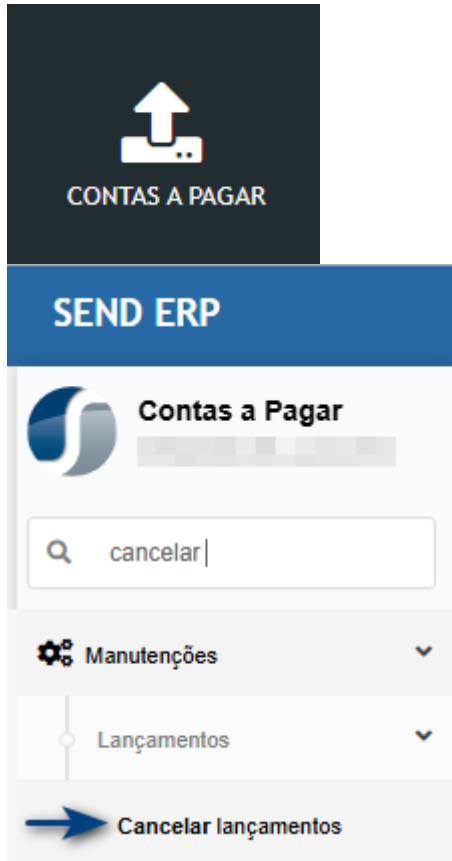 CONTAS A PAGAR
SEND ERP
Contas a Pagar
cancelar
Manutenções
Lançamentos
Cancelar lançamentos